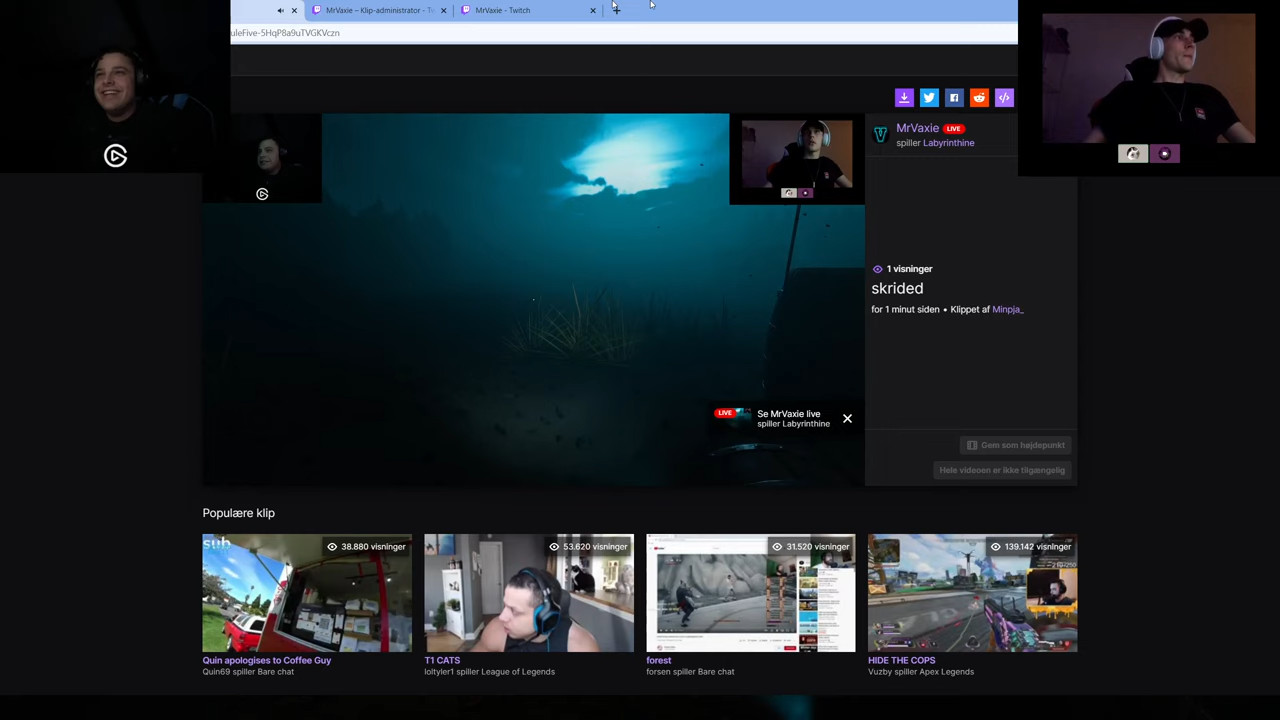 MrVaxie – Klip-administrator - Tw
MrVaxie - Twitch
uleFive-5HqP8a9uTVGKVczn
MrVaxie LIVE
spiller Labyrinthine
1 visninger
skrided
for 1 minut siden • Klippet af Minpja_
LIVE
Se MrVaxie live
spiller Labyrinthine
Gem som højdepunkt
Hele videoen er ikke tilgængelig
Populære klip
sub
38.880 visninger
53.620 visninger
31.520 visninger
139.142 visninger
Quin apologises to Coffee Guy
Quin69 spiller Bare chat
T1 CATS
loltyler1 spiller League of Legends
forest
forsen spiller Bare chat
HIDE THE COPS
Vuzby spiller Apex Legends